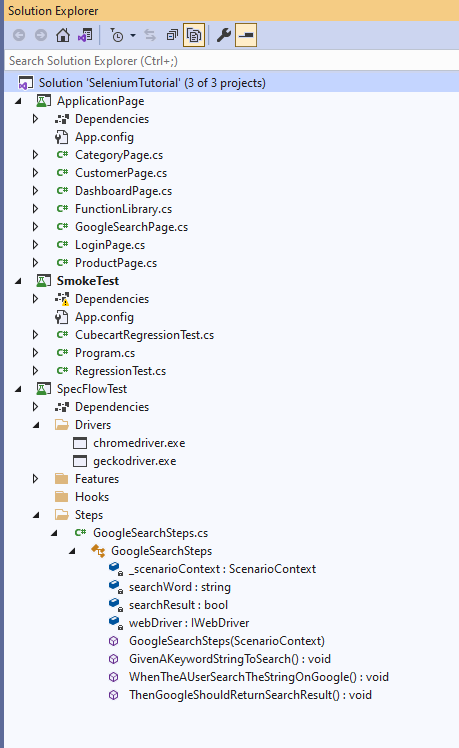 Solution Explorer
Search Solution Explorer (Ctrl+;)
Solution 'SeleniumTutorial' (3 of 3 projects)
ApplicationPage
Dependencies
App.config
C# CategoryPage.cs
C# CustomerPage.cs
C# DashboardPage.cs
C# FunctionLibrary.cs
C# GoogleSearchPage.cs
C# LoginPage.cs
C# ProductPage.cs
SmokeTest
Dependencies
App.config
C# CubecartRegressionTest.cs
C# Program.cs
C# RegressionTest.cs
SpecFlowTest
Dependencies
Drivers
chromedriver.exe
geckodriver.exe
Features
Hooks
Steps
C# GoogleSearchSteps.cs
GoogleSearchSteps
_scenarioContext : ScenarioContext
searchWord : string
searchResult : bool
webDriver : IWebDriver
GoogleSearchSteps(ScenarioContext)
GivenAKeywordStringToSearch() : void
WhenTheAUserSearchTheStringOnGoogle() : void
ThenGoogleShouldReturnSearchResult() : void